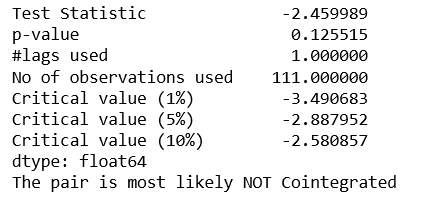 Test Statistic -2.459989
p-value 0.125515
#lags used 1.000000
No of observations used 111.000000
Critical value (1%) -3.490683
Critical value (5%) -2.887952
Critical value (10%) -2.580857
dtype: float64
The pair is most likely NOT Cointegrated